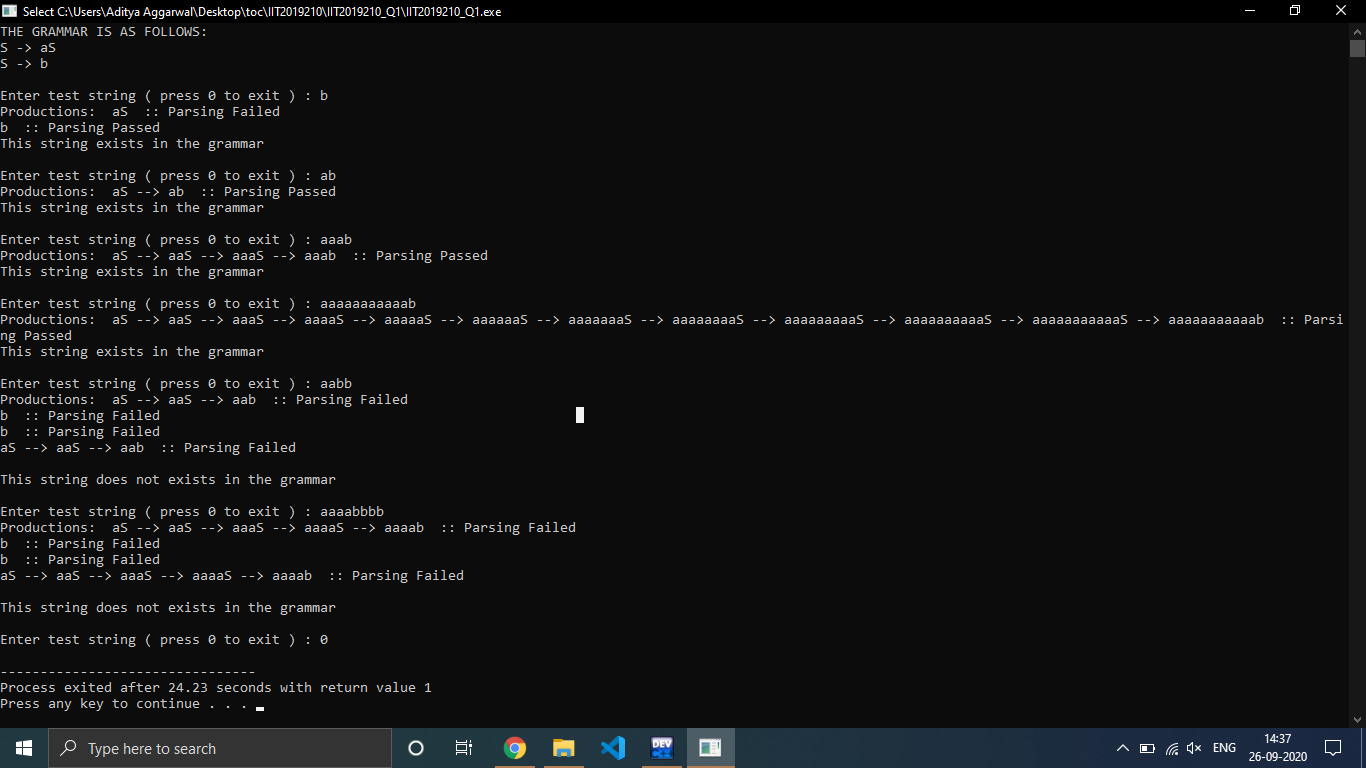 Select C:\Users\Aditya Aggarwal\Desktop\toc\IIT2019210\IIT2019210_Q1\IIT2019210_Q1.exe
THE GRAMMAR IS AS FOLLOWS:
S -> aS
S -> b
Enter test string ( press 0 to exit ) : b
Productions:  aS  :: Parsing Failed
b  :: Parsing Passed
This string exists in the grammar
Enter test string ( press 0 to exit ) : ab
Productions:  aS --> ab  :: Parsing Passed
This string exists in the grammar
Enter test string ( press 0 to exit ) : aaab
Productions:  aS --> aaS --> aaaS --> aaab  :: Parsing Passed
This string exists in the grammar
Enter test string ( press 0 to exit ) : aaaaaaaaaaab
Productions:  aS --> aaS --> aaaS --> aaaaS --> aaaaaS --> aaaaaaS --> aaaaaaaS --> aaaaaaaaS --> aaaaaaaaaS --> aaaaaaaaaaS --> aaaaaaaaaaaS --> aaaaaaaaaaab  :: Parsi
ng Passed
This string exists in the grammar
Enter test string ( press 0 to exit ) : aabb
Productions:  aS --> aaS --> aab  :: Parsing Failed
b  :: Parsing Failed
b  :: Parsing Failed
aS --> aaS --> aab  :: Parsing Failed
This string does not exists in the grammar
Enter test string ( press 0 to exit ) : aaaabbbb
Productions:  aS --> aaS --> aaaS --> aaaaS --> aaaab  :: Parsing Failed
b  :: Parsing Failed
b  :: Parsing Failed
aS --> aaS --> aaaS --> aaaaS --> aaaab  :: Parsing Failed
This string does not exists in the grammar
Enter test string ( press 0 to exit ) : 0
--------------------------------
Process exited after 24.23 seconds with return value 1
Press any key to continue . . .
Type here to search
DEV
ENG
14:37
26-09-2020